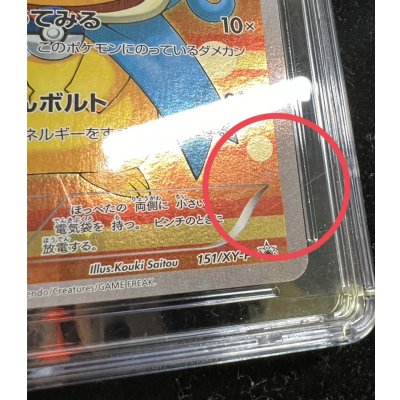 てみる 10×
このポケモンにのっているダメカン
んボルト
ネルギーをす
ほっぺたの 両側に 小さい
電気袋を 持つ。 ピンチのときに
放電する。
Illus.Kouki Saitou 151/XY-P
ndo/Creatures/GAME FREAK.